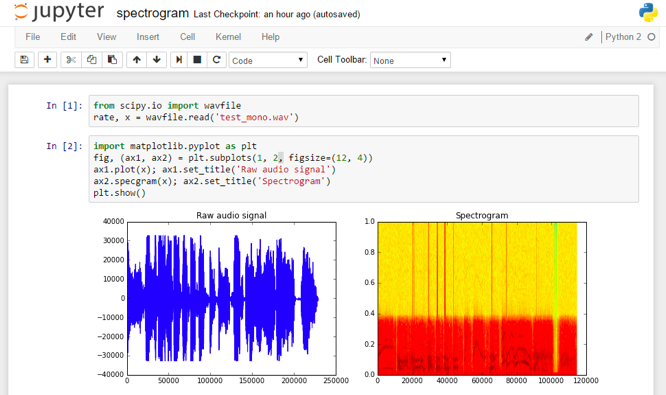 jupyter spectrogram Last Checkpoint: an hour ago (autosaved)
File Edit View Insert Cell Kernel Help Python 2
Code Cell Toolbar: None
In [1]: from scipy.io import wavfile
rate, x = wavfile.read('test_mono.wav')
In [2]: import matplotlib.pyplot as plt
fig, (ax1, ax2) = plt.subplots(1, 2, figsize=(12, 4))
ax1.plot(x); ax1.set_title('Raw audio signal')
ax2.specgram(x); ax2.set_title('Spectrogram')
plt.show()
Raw audio signal
40000
30000
20000
10000
0
−10000
−20000
−30000
−40000
0 50000 100000 150000 200000 250000
Spectrogram
1.0
0.8
0.6
0.4
0.2
0.0
0 20000 40000 60000 80000 100000 120000